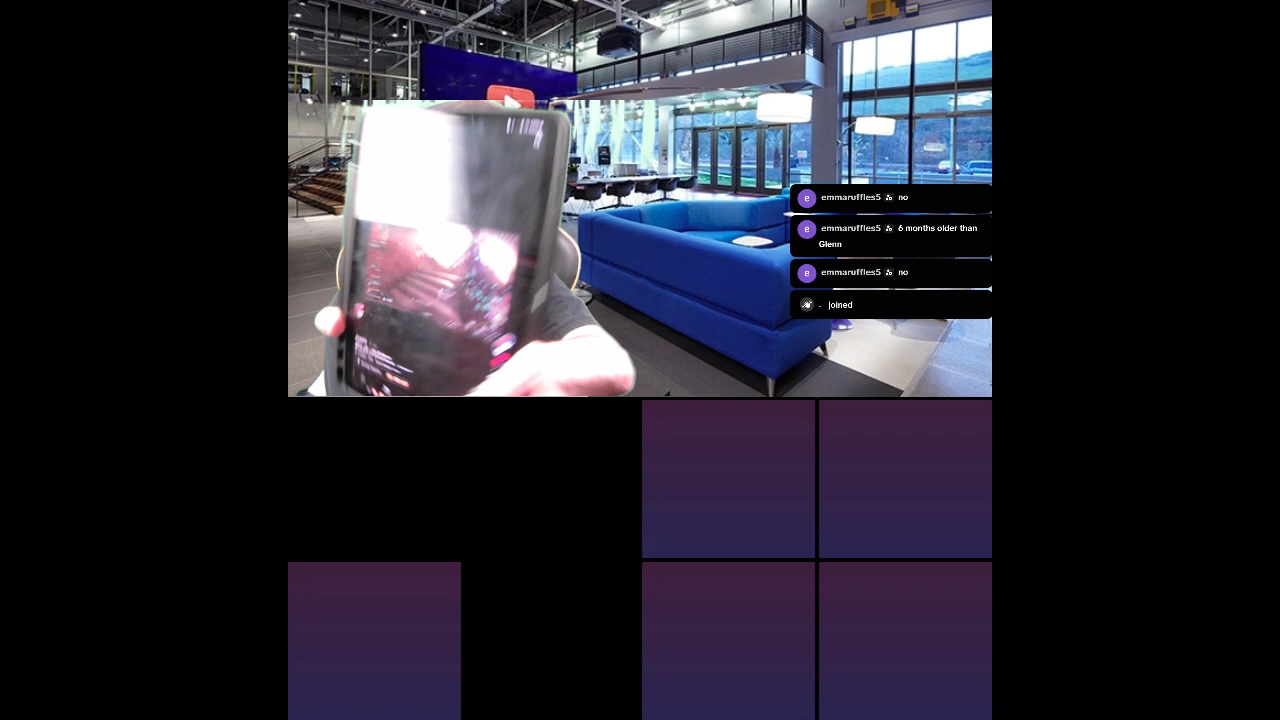 emmaruffles5 no
emmaruffles5 6 months older than
Glenn
emmaruffles5 no
. joined